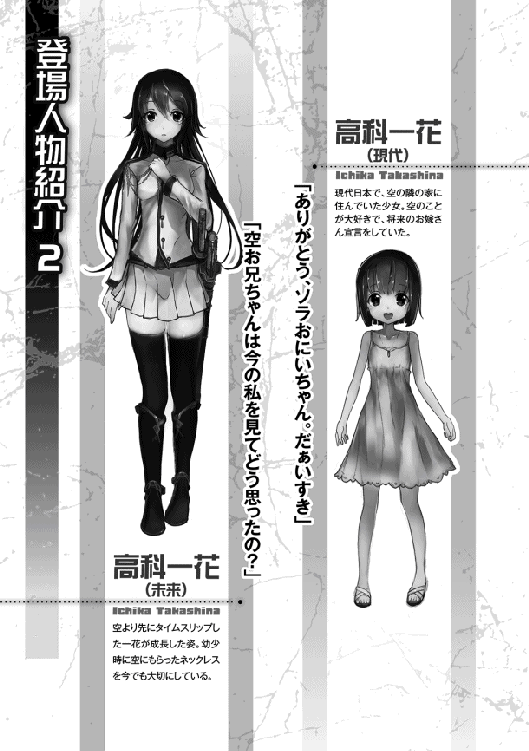 登場人物紹介 2
高科一花
(現代)
Ichika Takashina
現代日本で、空の隣の家に
住んでいた少女。空のこと
が大好きで、将来のお嫁さ
ん宣言をしていた。
「ありがとう、ソラおにいちゃん。だぁいすき」
「空お兄ちゃんは今の私を見てどう思ったの?」
高科一花
(未来)
Ichika Takashina
空より先にタイムスリップし
た一花が成長した姿。幼少
時に空にもらったネックレス
を今でも大切にしている。